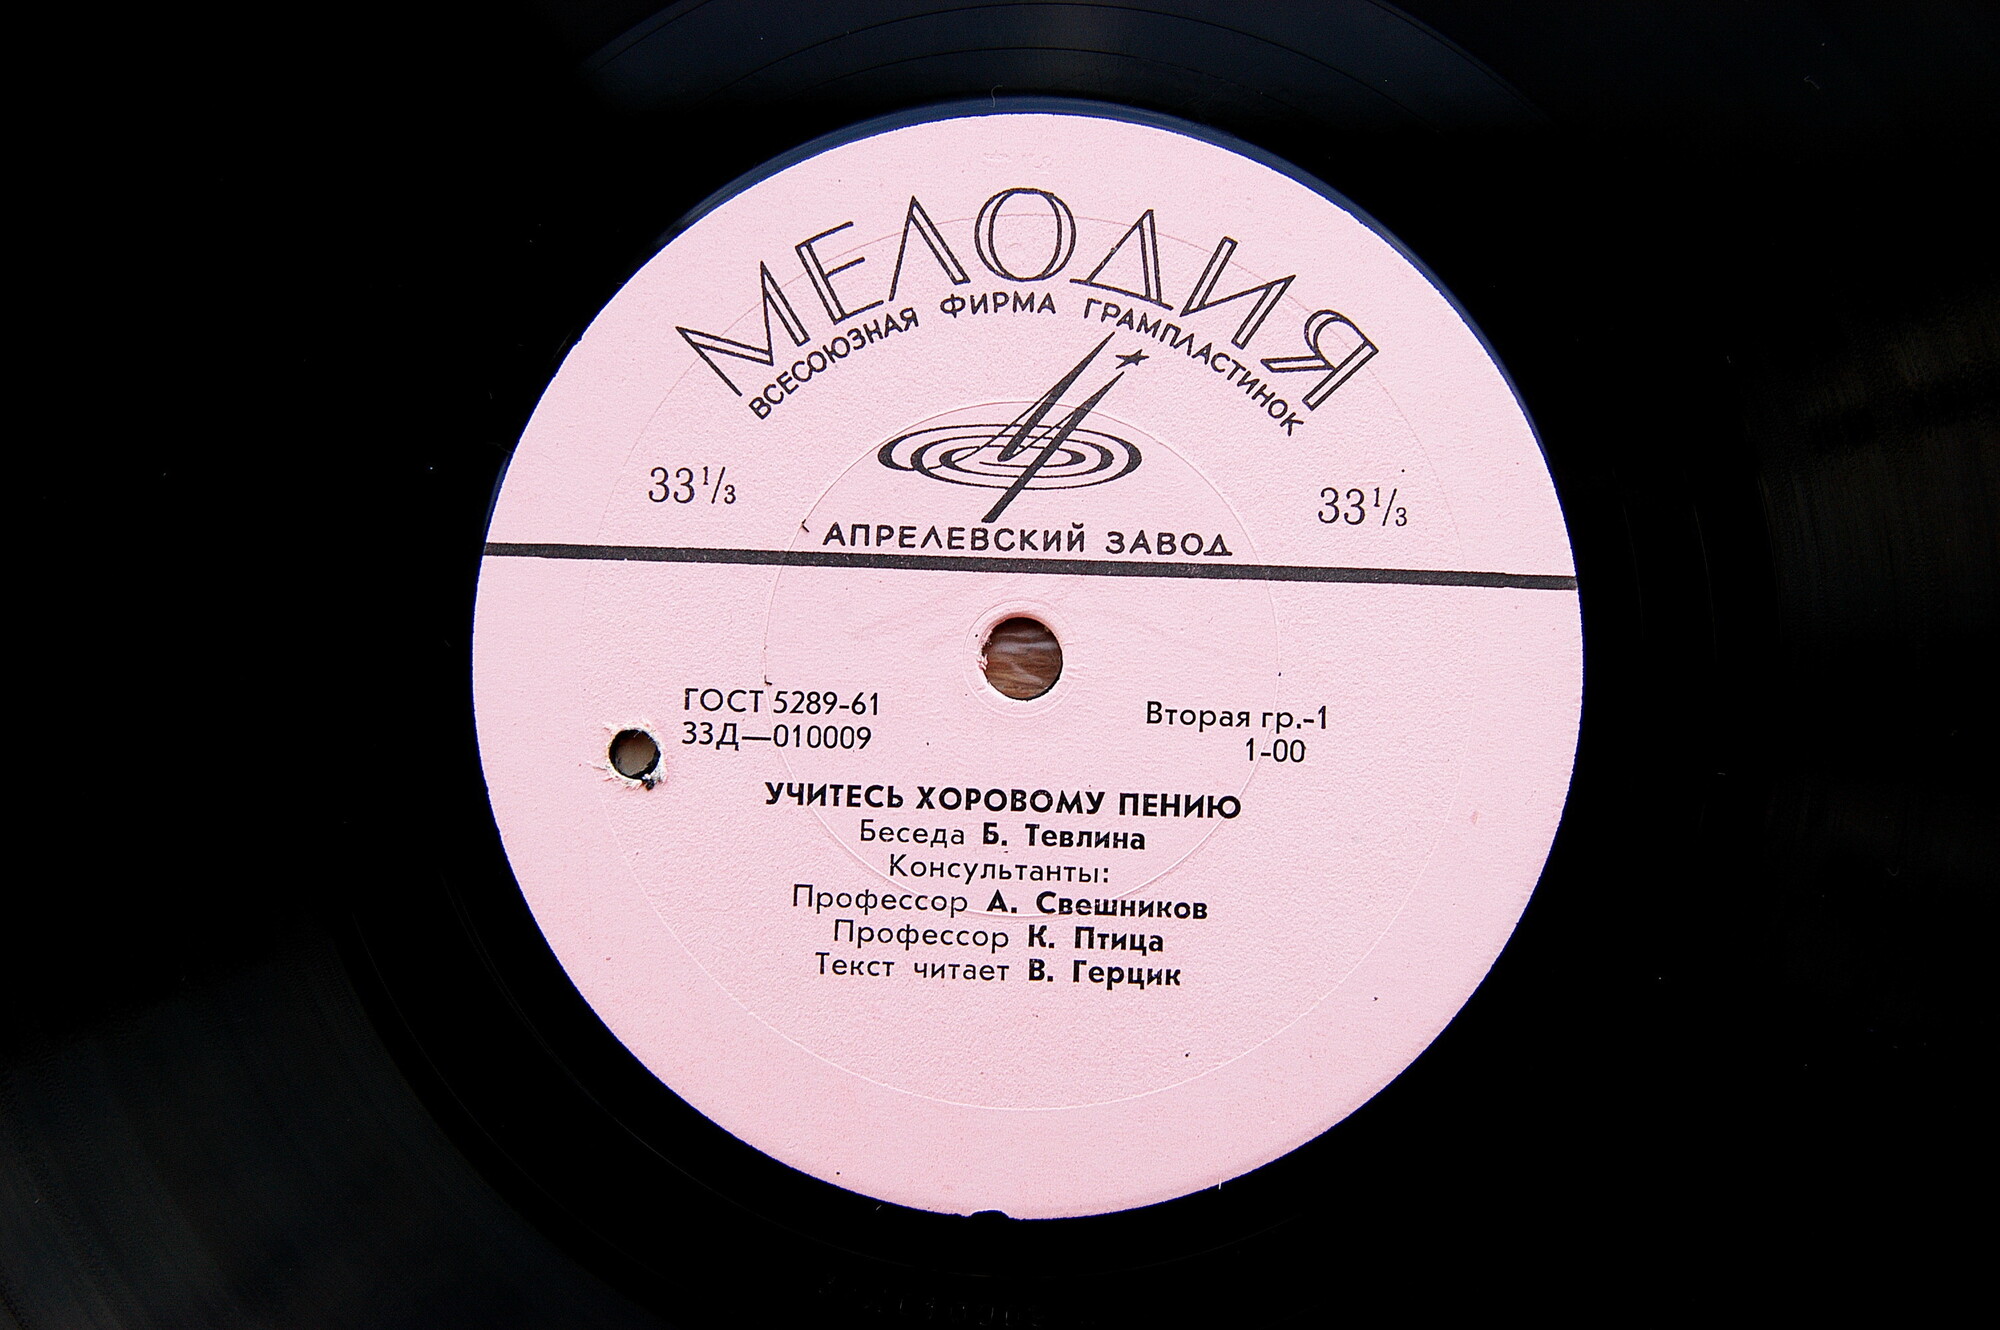 МЕЛОДИЯ
ВСЕСОЮЗНАЯ ФИРМА ГРАМПЛАСТИНОК
33⅓ 33⅓
АПРЕЛЕВСКИЙ ЗАВОД
ГОСТ 5289-61 Вторая гр.-1
33Д—010009 1-00
УЧИТЕСЬ ХОРОВОМУ ПЕНИЮ
Беседа Б. Тевлина
Консультанты:
Профессор А. Свешников
Профессор К. Птица
Текст читает В. Герцик